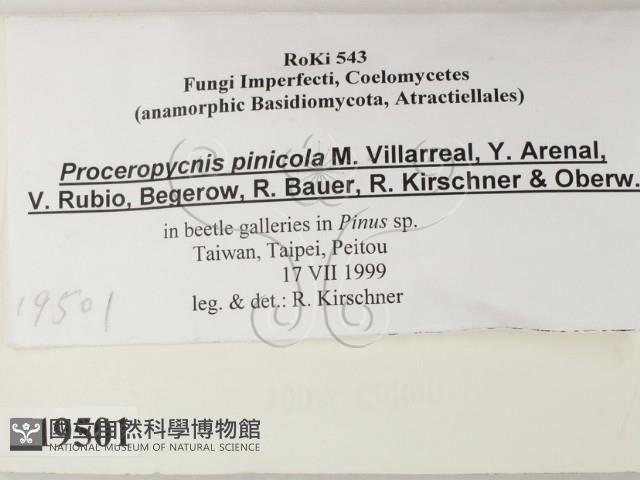 RoKi 543
Fungi Imperfecti, Coelomycetes
(anamorphic Basidiomycota, Atractiellales)
Proceropycnis pinicola M. Villarreal, Y. Arenal,
V. Rubio, Begerow, R. Bauer, R. Kirschner & Oberw.
in beetle galleries in Pinus sp.
Taiwan, Taipei, Peitou
17 VII 1999
leg. & det.: R. Kirschner
19501
19501
國立自然科學博物館
NATIONAL MUSEUM OF NATURAL SCIENCE